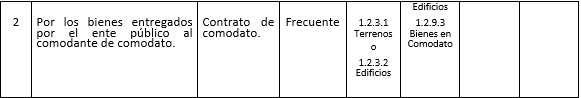 Edificios
2
Por los bienes entregados
por el ente público al
comodante de comodato.
Contrato de
comodato.
Frecuente
1.2.3.1
Terrenos
o
1.2.3.2
Edificios
1.2.9.3
Bienes en
Comodato